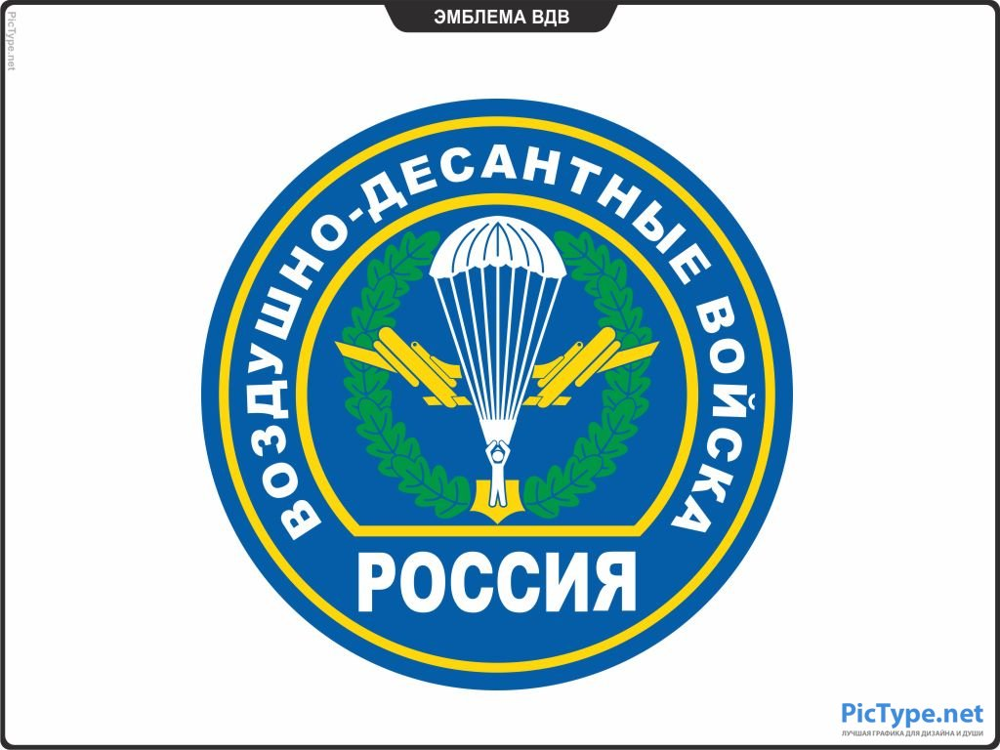 ЭМБЛЕМА ВДВ
PicType.net
ВОЗДУШНО-ДЕСАНТНЫЕ ВОЙСКА
РОССИЯ
PicType.net
ЛУЧШАЯ ГРАФИКА ДЛЯ ДИЗАЙНА И ДУШИ